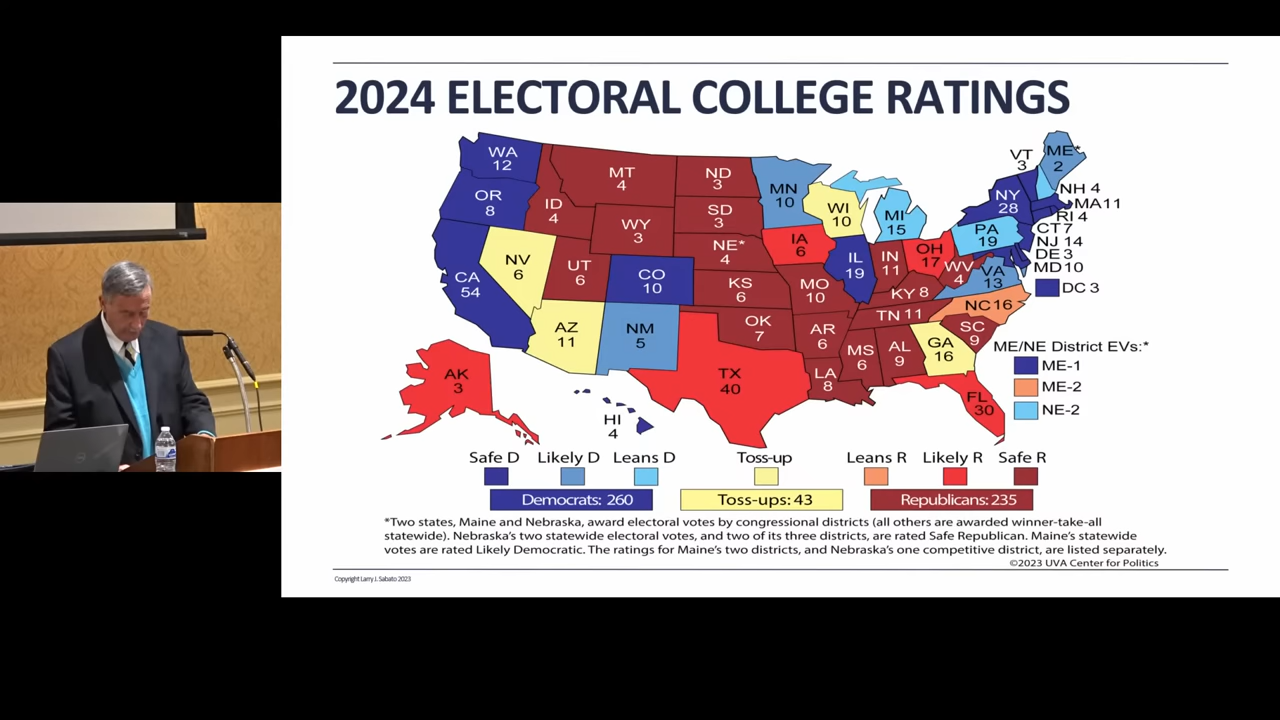 2024 ELECTORAL COLLEGE RATINGS
WA
12
OR
8
CA
54
NV
6
ID
4
MT
4
WY
3
UT
6
AZ
11
CO
10
NM
5
ND
3
SD
3
NE*
4
KS
6
OK
7
TX
40
MN
10
IA
6
MO
10
AR
6
LA
8
WI
10
IL
19
MI
15
IN
11
OH
17
KY 8
TN 11
MS
6
AL
9
GA
16
FL
30
SC
9
NC 16
WV
4
VA
13
PA
19
NY
28
VT
3
ME*
2
NH 4
MA11
RI 4
CT7
NJ 14
DE 3
MD10
DC 3
AK
3
HI
4
ME/NE District EVs:*
ME-1
ME-2
NE-2
Safe D Likely D Leans D Toss-up Leans R Likely R Safe R
Democrats: 260 Toss-ups: 43 Republicans: 235
*Two states, Maine and Nebraska, award electoral votes by congressional districts (all others are awarded winner-take-all
statewide). Nebraska's two statewide electoral votes, and two of its three districts, are rated Safe Republican. Maine's statewide
votes are rated Likely Democratic. The ratings for Maine's two districts, and Nebraska's one competitive district, are listed separately.
©2023 UVA Center for Politics
Copyright Larry J. Sabato 2023